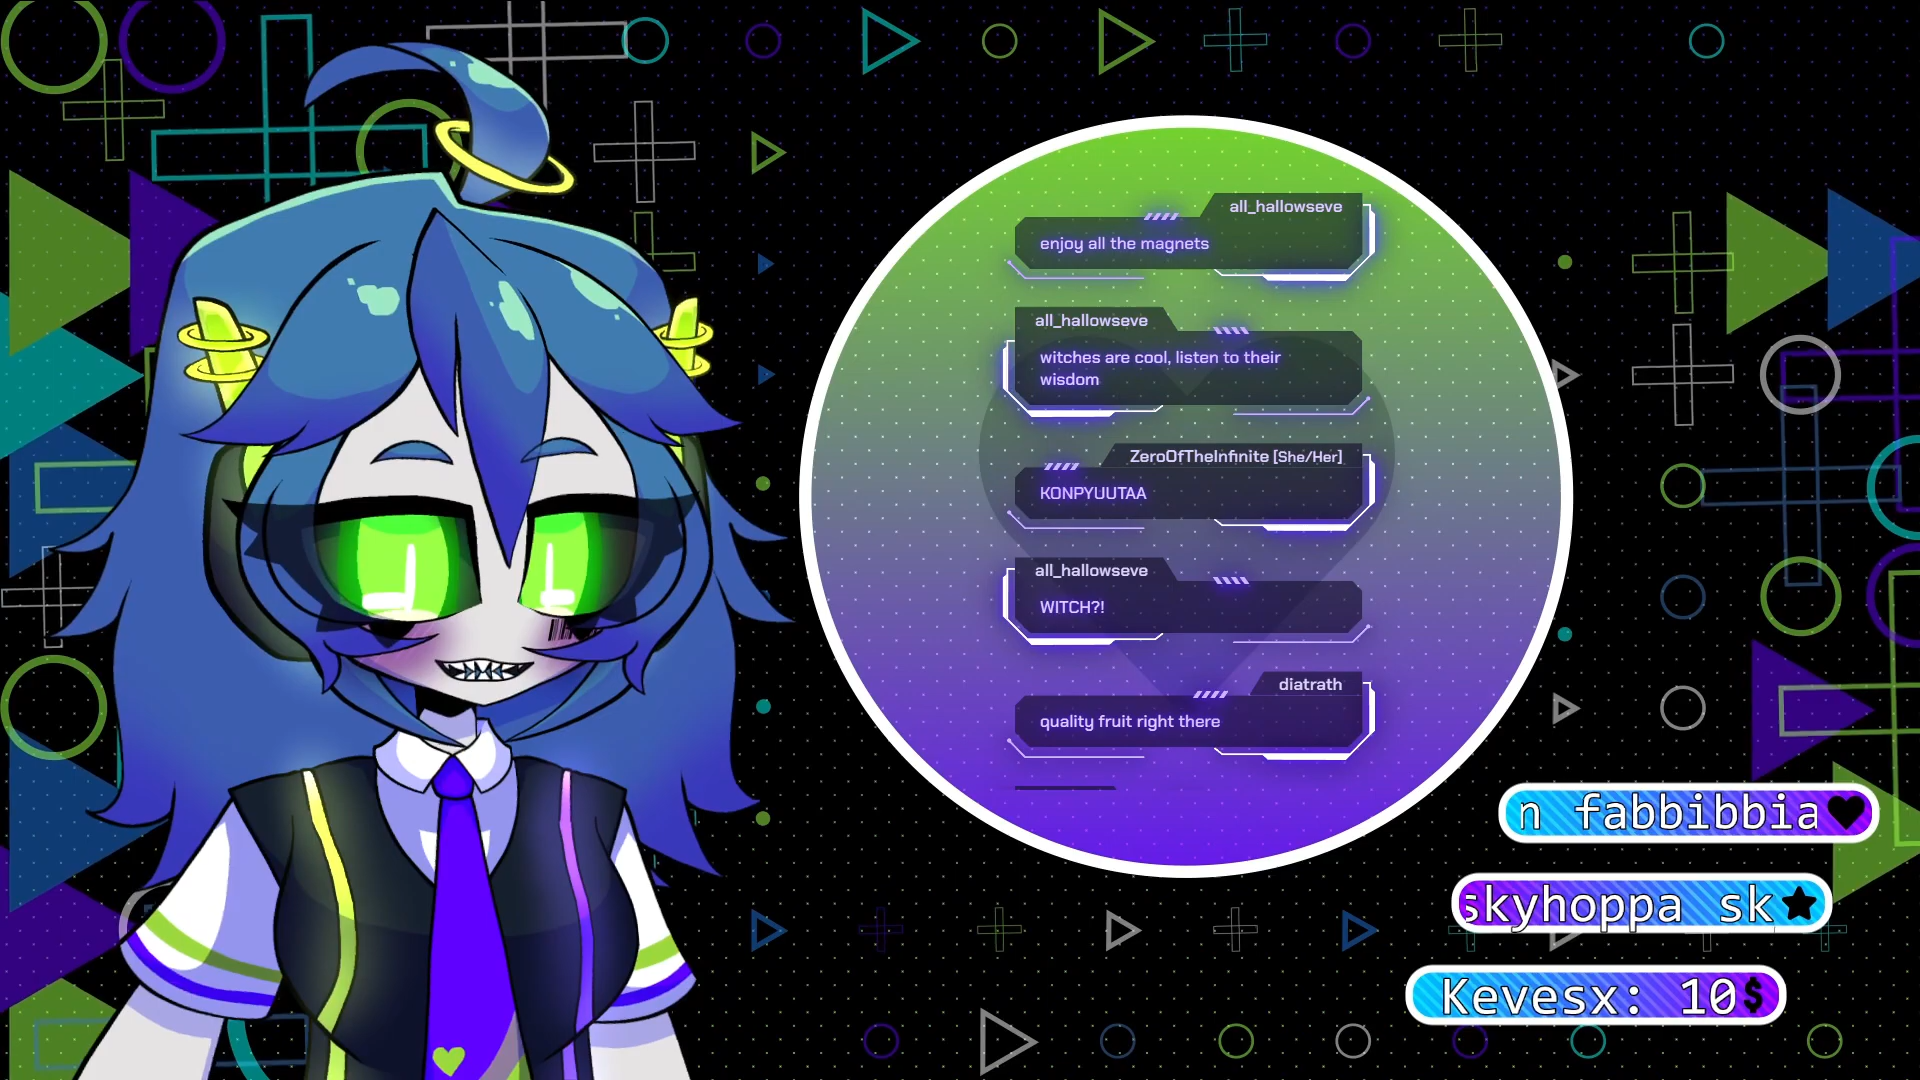 all_hallowseve
enjoy all the magnets
all_hallowseve
witches are cool, listen to their
wisdom
ZeroOfTheInfinite [She/Her]
KONPYUUTAA
all_hallowseve
WITCH?!
diatrath
quality fruit right there
n fabbibbia
skyhoppa sk
Kevesx: 10$